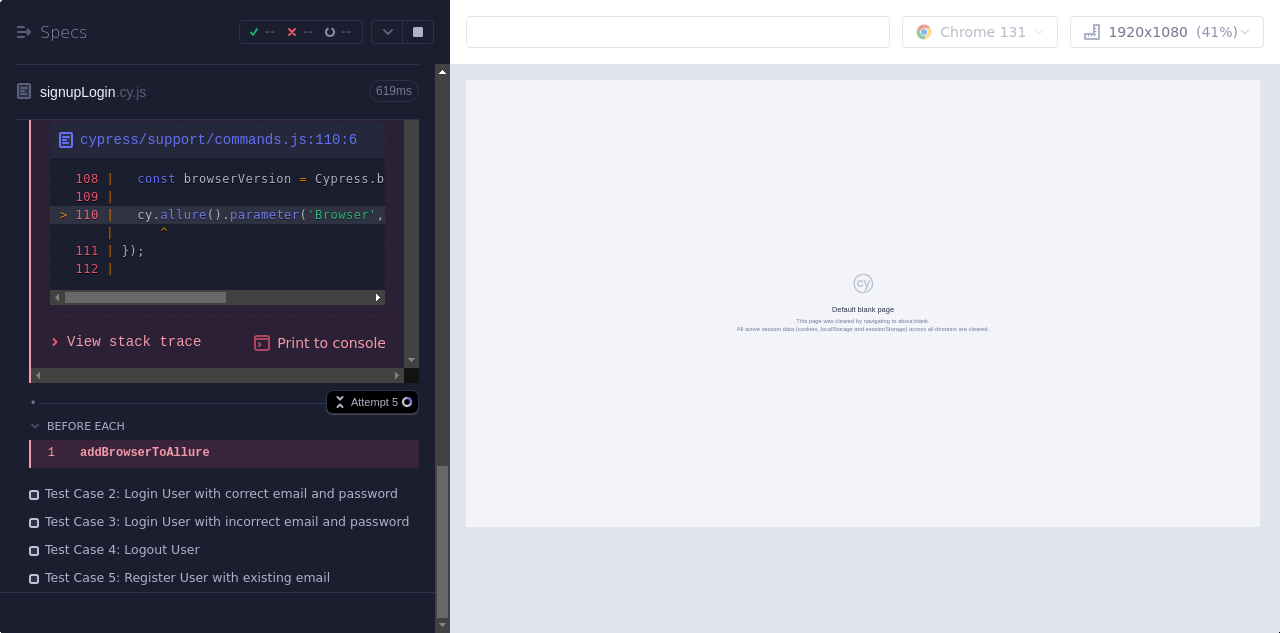 Specs
-- -- --
Chrome 131
1920x1080 (41%)
signupLogin.cy.js
619ms
cypress/support/commands.js:110:6
108 | const browserVersion = Cypress.b
109 |
> 110 | cy.allure().parameter('Browser',
| ^
111 | });
112 |
View stack trace
Print to console
Attempt 5
BEFORE EACH
1 addBrowserToAllure
Test Case 2: Login User with correct email and password
Test Case 3: Login User with incorrect email and password
Test Case 4: Logout User
Test Case 5: Register User with existing email
cy
Default blank page
This page was cleared by navigating to about:blank.
All active session data (cookies, localStorage and sessionStorage) across all domains are cleared.